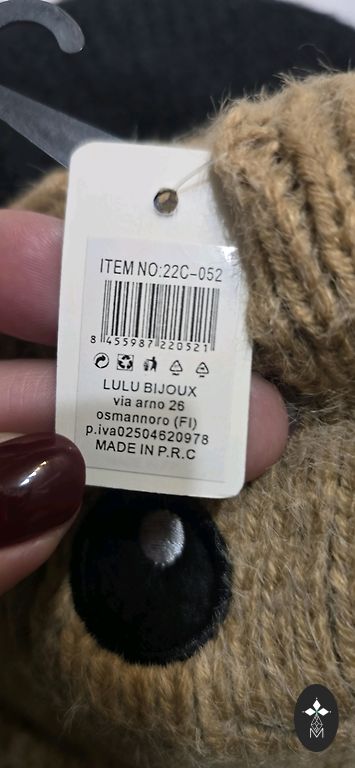 ITEM NO:22C-052
8 455987 220521
LULU BIJOUX
via arno 26
osmannoro (FI)
p.iva02504620978
MADE IN P.R.C
M